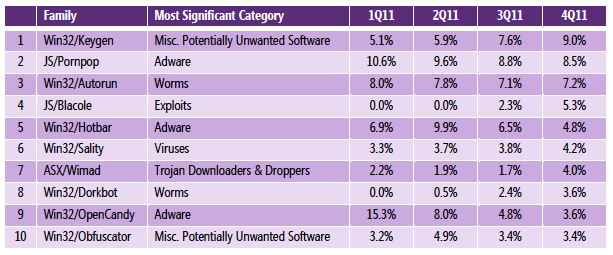 Family Most Significant Category 1Q11 2Q11 3Q11 4Q11
1 Win32/Keygen Misc. Potentially Unwanted Software 5.1% 5.9% 7.6% 9.0%
2 JS/Pornpop Adware 10.6% 9.6% 8.8% 8.5%
3 Win32/Autorun Worms 8.0% 7.8% 7.1% 7.2%
4 JS/Blacole Exploits 0.0% 0.0% 2.3% 5.3%
5 Win32/Hotbar Adware 6.9% 9.9% 6.5% 4.8%
6 Win32/Sality Viruses 3.3% 3.7% 3.8% 4.2%
7 ASX/Wimad Trojan Downloaders & Droppers 2.2% 1.9% 1.7% 4.0%
8 Win32/Dorkbot Worms 0.0% 0.5% 2.4% 3.6%
9 Win32/OpenCandy Adware 15.3% 8.0% 4.8% 3.6%
10 Win32/Obfuscator Misc. Potentially Unwanted Software 3.2% 4.9% 3.4% 3.4%